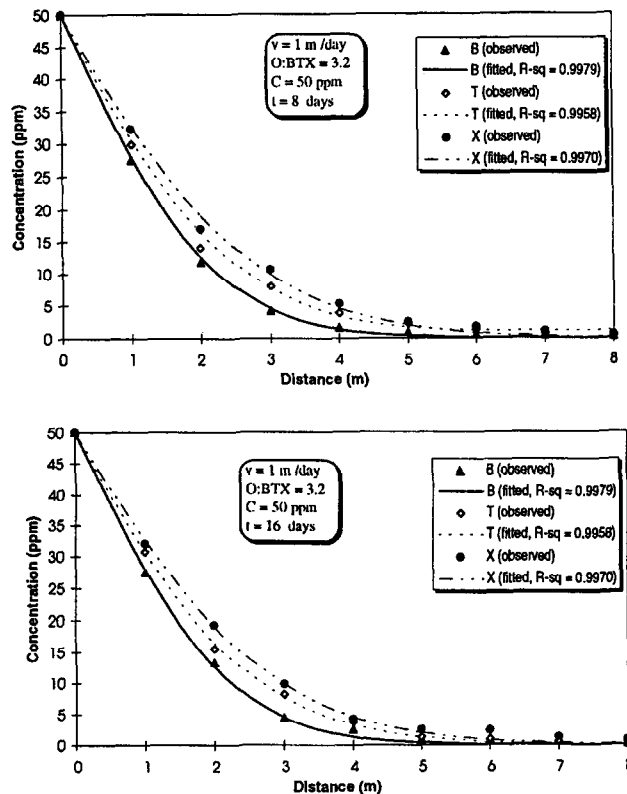 50
45
40
35
30
25
20
15
10
5
0
Concentration (ppm)
v = 1 m /day
O:BTX = 3.2
C = 50 ppm
t = 8 days
B (observed)
B (fitted, R-sq = 0.9979)
T (observed)
T (fitted, R-sq = 0.9958)
X (observed)
X (fitted, R-sq = 0.9970)
0 1 2 3 4 5 6 7 8
Distance (m)
50
45
40
35
30
25
20
15
10
5
0
Concentration (ppm)
v = 1 m /day
O:BTX = 3.2
C = 50 ppm
t = 16 days
B (observed)
B (fitted, R-sq = 0.9979)
T (observed)
T (fitted, R-sq = 0.9958)
X (observed)
X (fitted, R-sq = 0.9970)
0 1 2 3 4 5 6 7 8
Distance (m)